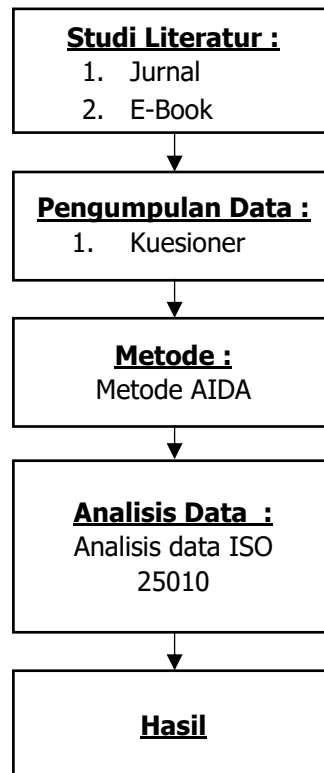 Studi Literatur :
1. Jurnal
2. E-Book
Pengumpulan Data :
1. Kuesioner
Metode :
Metode AIDA
Analisis Data :
Analisis data ISO
25010
Hasil